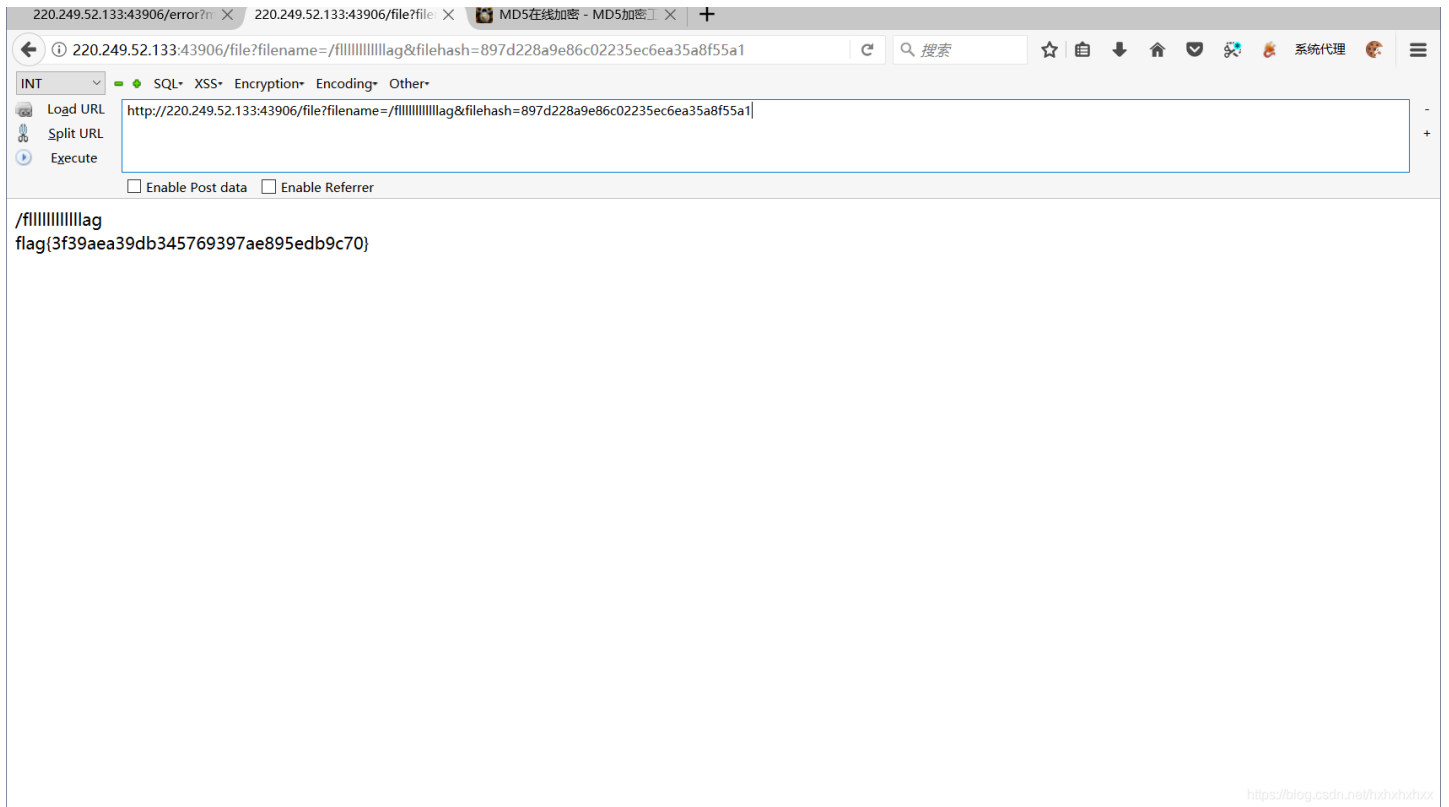 220.249.52.133:43906/error?m
220.249.52.133:43906/file?file
MD5在线加密 - MD5加密工
220.249.52.133:43906/file?filename=/fllllllllllllag&filehash=897d228a9e86c02235ec6ea35a8f55a1
搜索
系统代理
INT
SQL
XSS
Encryption
Encoding
Other
Load URL
http://220.249.52.133:43906/file?filename=/fllllllllllllag&filehash=897d228a9e86c02235ec6ea35a8f55a1
-
Split URL
+
Execute
Enable Post data
Enable Referrer
/fllllllllllllag
flag{3f39aea39db345769397ae895edb9c70}
https://blog.csdn.net/hxhxhxhxx